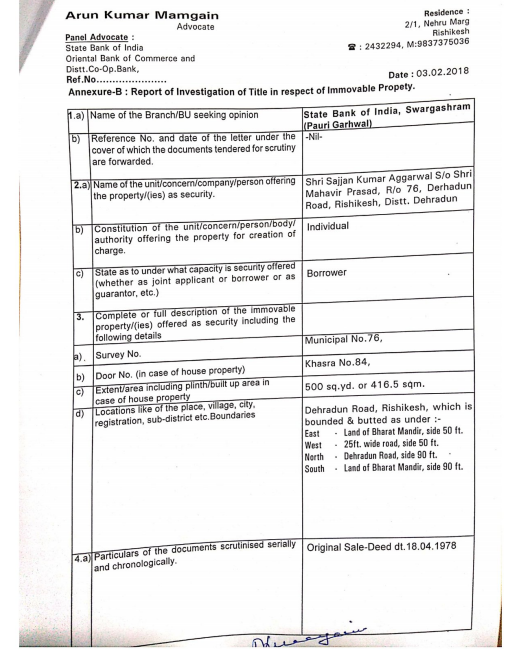 Arun Kumar Mamgain
Advocate
Residence :
2/1, Nehru Marg
Rishikesh
☎ : 2432294, M:9837375036
Panel Advocate :
State Bank of India
Oriental Bank of Commerce and
Distt.Co-Op.Bank,
Ref.No......................
Date : 03.02.2018
Annexure-B : Report of Investigation of Title in respect of Immovable Propety.
1.a) Name of the Branch/BU seeking opinion
State Bank of India, Swargashram
(Pauri Garhwal)
b) Reference No. and date of the letter under the
cover of which the documents tendered for scrutiny
are forwarded.
-Nil-
2.a) Name of the unit/concern/company/person offering
the property/(ies) as security.
Shri Sajjan Kumar Aggarwal S/o Shri
Mahavir Prasad, R/o 76, Derhadun
Road, Rishikesh, Distt. Dehradun
b) Constitution of the unit/concern/person/body/
authority offering the property for creation of
charge.
Individual
c) State as to under what capacity is security offered
(whether as joint applicant or borrower or as
guarantor, etc.)
Borrower
3. Complete or full description of the immovable
property/(ies) offered as security including the
following details
a). Survey No.
Municipal No.76,
b) Door No. (in case of house property)
Khasra No.84,
c) Extent/area including plinth/built up area in
case of house property
500 sq.yd. or 416.5 sqm.
d) Locations like of the place, village, city,
registration, sub-district etc.Boundaries
Dehradun Road, Rishikesh, which is
bounded & butted as under :-
East - Land of Bharat Mandir, side 50 ft.
West - 25ft. wide road, side 50 ft.
North - Dehradun Road, side 90 ft.
South - Land of Bharat Mandir, side 90 ft.
4.a) Particulars of the documents scrutinised serially
and chronologically.
Original Sale-Deed dt.18.04.1978